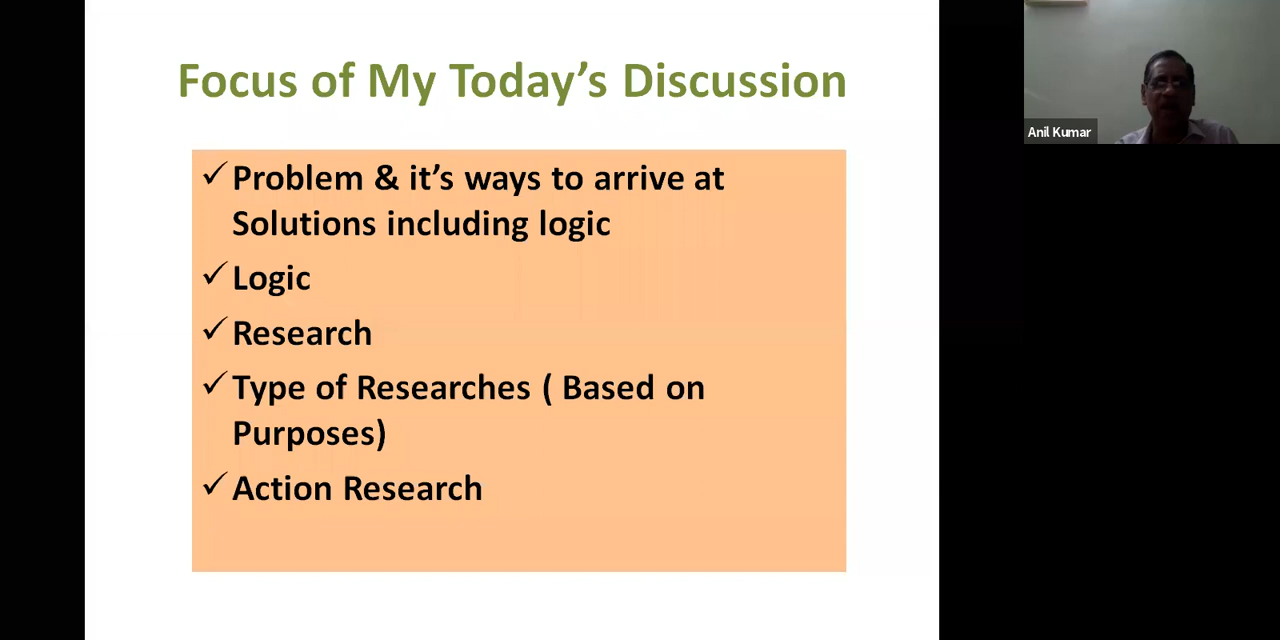 Focus of My Today's Discussion
✓Problem & it's ways to arrive at
Solutions including logic
✓Logic
✓Research
✓Type of Researches ( Based on
Purposes)
✓Action Research
Anil Kumar